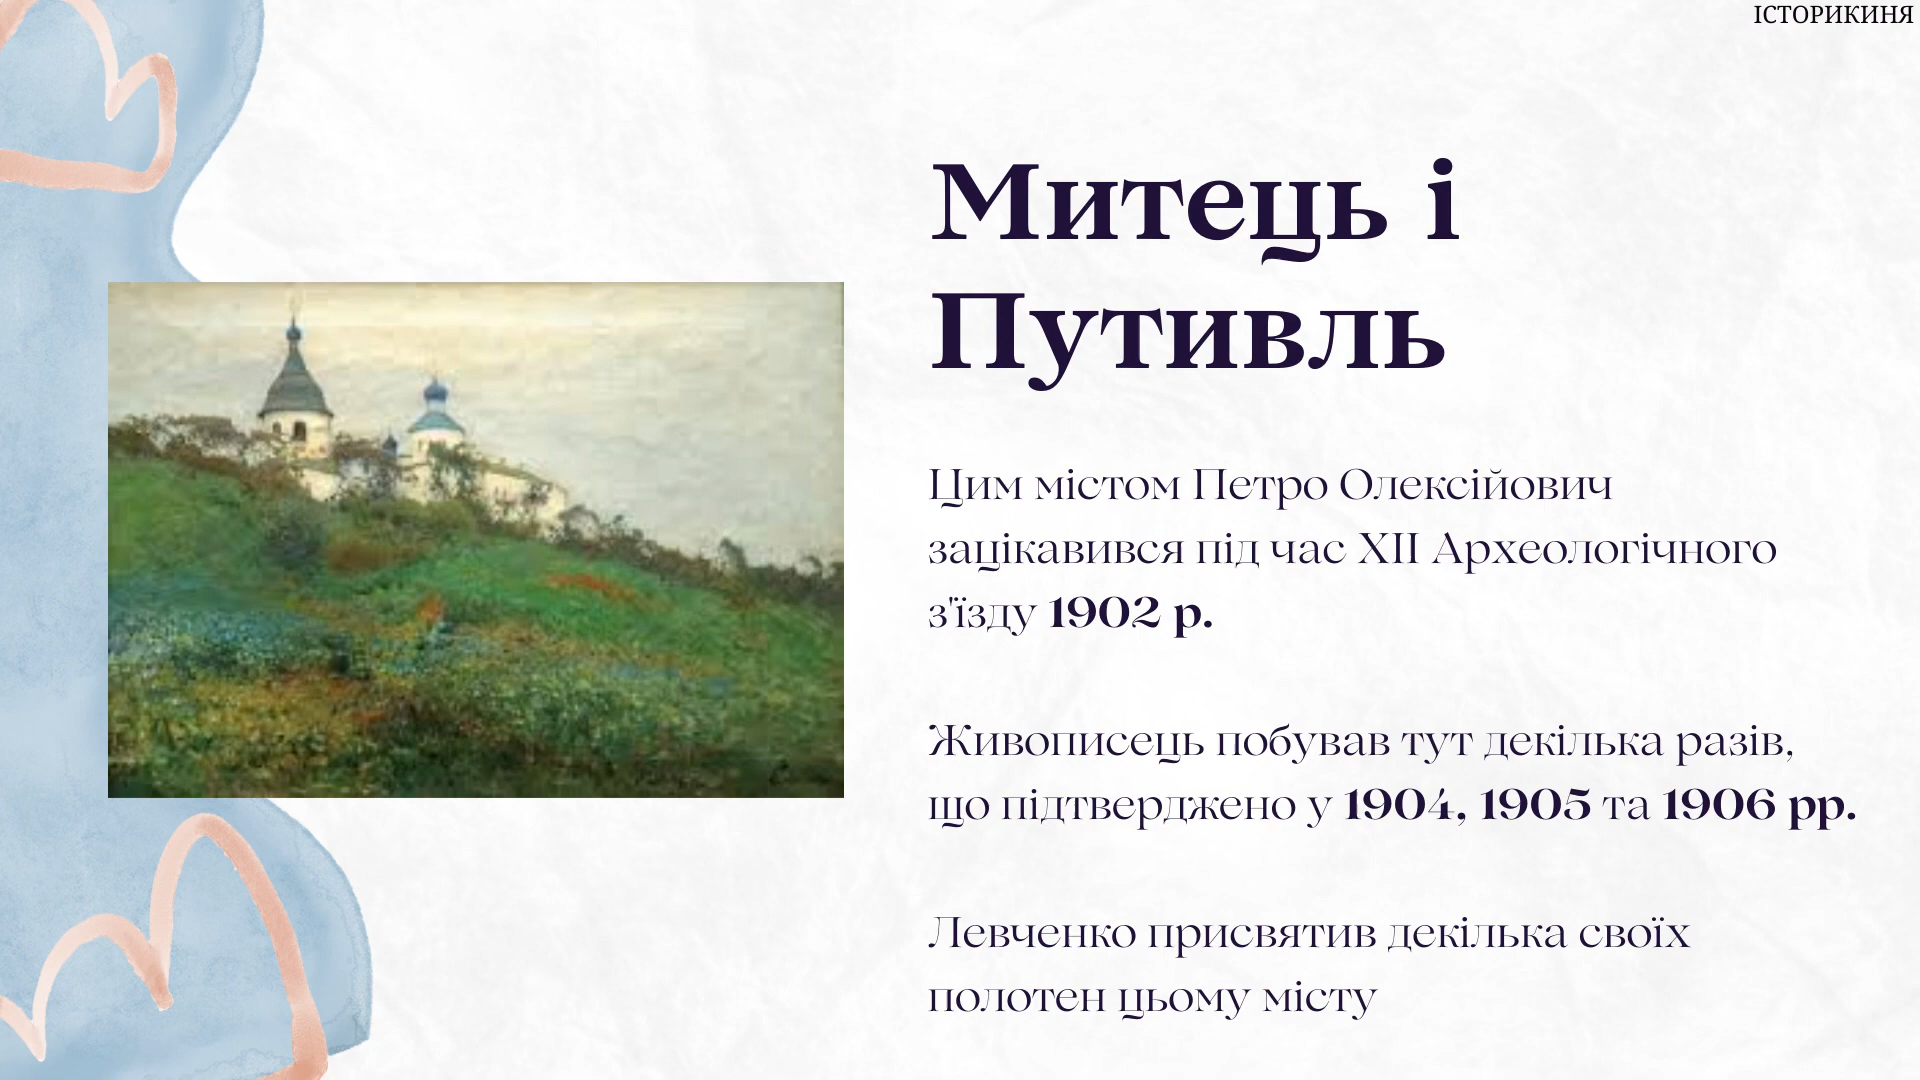 ІСТОРИКИНЯ
Митець і
Путивль
Цим містом Петро Олексійович
зацікавився під час XII Археологічного
з'їзду 1902 р.
Живописець побував тут декілька разів,
що підтверджено у 1904, 1905 та 1906 рр.
Левченко присвятив декілька своїх
полотен цьому місту